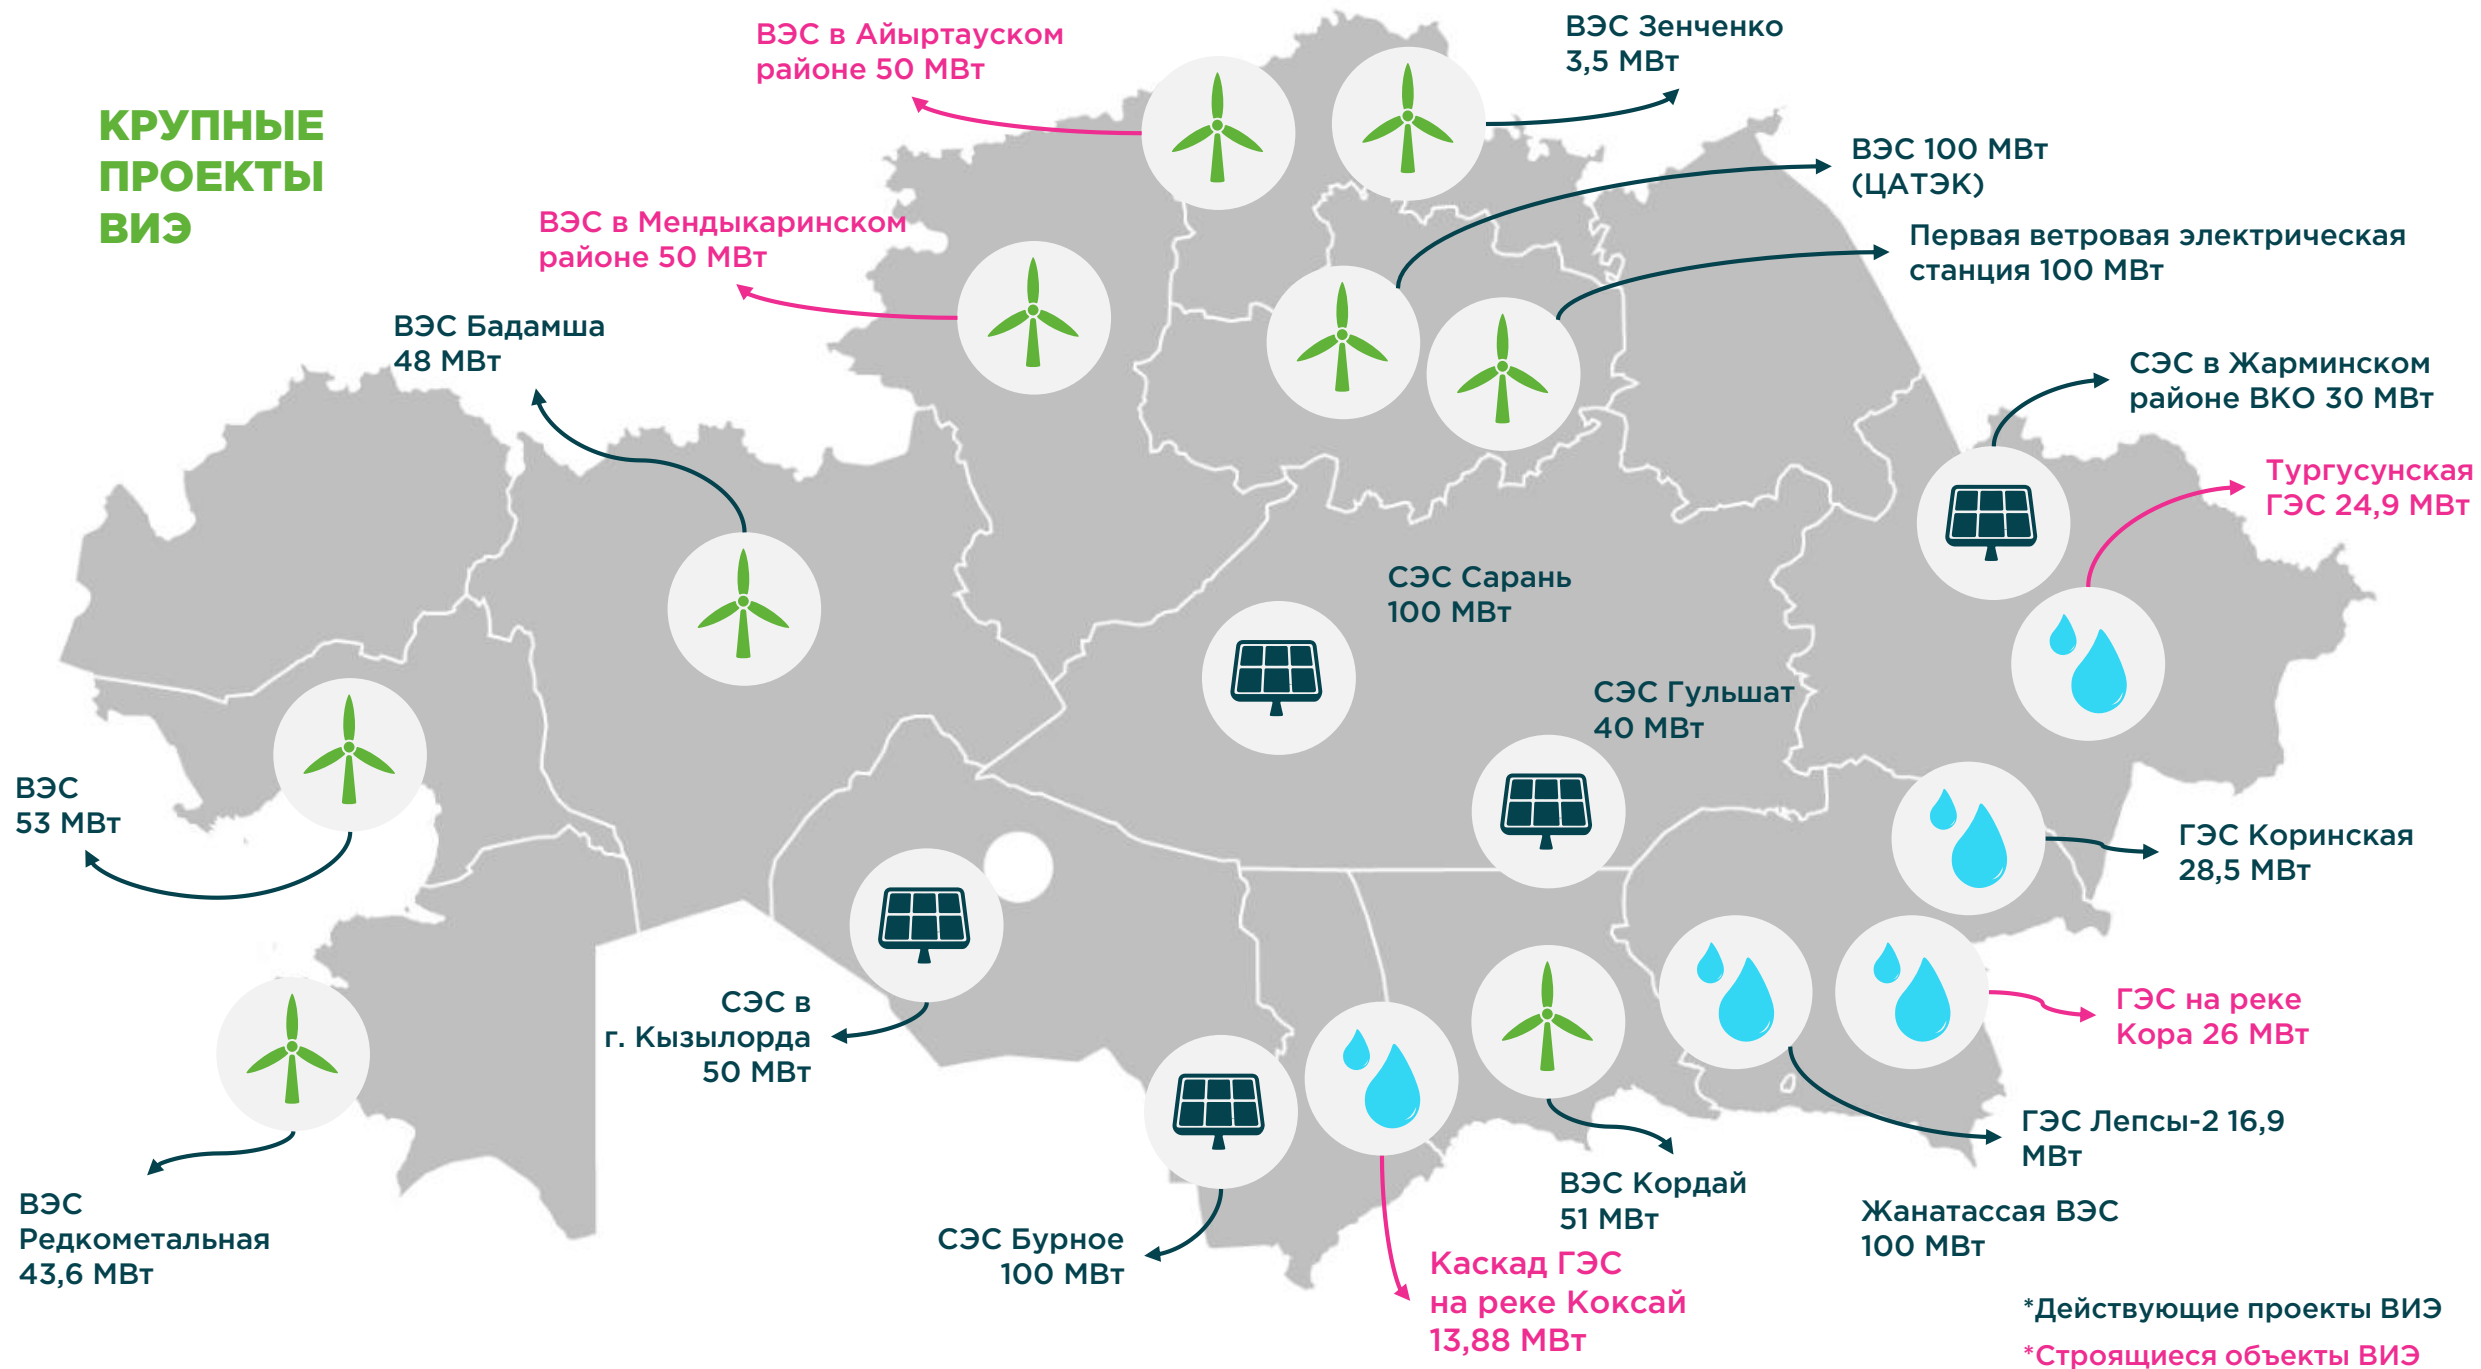 КРУПНЫЕ
ПРОЕКТЫ
ВИЭ
ВЭС в Айыртауском
районе 50 МВт
ВЭС Зенченко
3,5 МВт
ВЭС 100 МВт
(ЦАТЭК)
ВЭС в Мендыкаринском
районе 50 МВт
Первая ветровая электрическая
станция 100 МВт
ВЭС Бадамша
48 МВт
СЭС в Жарминском
районе ВКО 30 МВт
Тургусунская
ГЭС 24,9 МВт
СЭС Сарань
100 МВт
СЭС Гульшат
40 МВт
ВЭС
53 МВт
ГЭС Коринская
28,5 МВт
СЭС в
г. Кызылорда
50 МВт
ГЭС на реке
Кора 26 МВт
ГЭС Лепсы-2 16,9
МВт
ВЭС
Редкометальная
43,6 МВт
СЭС Бурное
100 МВт
ВЭС Кордай
51 МВт
Жанатассая ВЭС
100 МВт
Каскад ГЭС
на реке Коксай
13,88 МВт
*Действующие проекты ВИЭ
*Строящиеся объекты ВИЭ